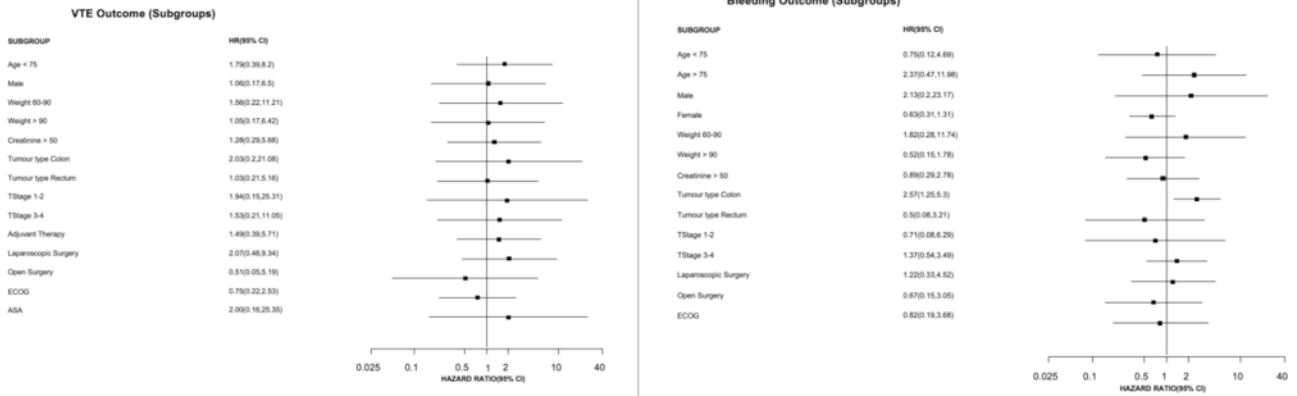 VTE Outcome (Subgroups)
SUBGROUP HR(95% CI)
Age < 75 1.79(0.39,8.2)
Male 1.06(0.17,6.5)
Weight 60-90 1.56(0.22,11.21)
Weight > 90 1.05(0.17,6.42)
Creatinine > 50 1.28(0.29,5.68)
Tumour type Colon 2.03(0.2,21.08)
Tumour type Rectum 1.03(0.21,5.16)
TStage 1-2 1.94(0.15,25.31)
TStage 3-4 1.53(0.21,11.05)
Adjuvant Therapy 1.49(0.39,5.71)
Laparoscopic Surgery 2.07(0.46,9.34)
Open Surgery 0.51(0.05,5.19)
ECOG 0.75(0.22,2.53)
ASA 2.00(0.16,25.35)
0.025 0.1 0.5 1 2 10 40
HAZARD RATIO(95% CI)
Bleeding Outcome (Subgroups)
SUBGROUP HR(95% CI)
Age < 75 0.75(0.12,4.69)
Age > 75 2.37(0.47,11.98)
Male 2.13(0.2,23.17)
Female 0.63(0.31,1.31)
Weight 60-90 1.82(0.28,11.74)
Weight > 90 0.52(0.15,1.78)
Creatinine > 50 0.89(0.29,2.78)
Tumour type Colon 2.57(1.25,5.3)
Tumour type Rectum 0.5(0.08,3.21)
TStage 1-2 0.71(0.08,6.29)
TStage 3-4 1.37(0.54,3.49)
Laparoscopic Surgery 1.22(0.33,4.52)
Open Surgery 0.67(0.15,3.05)
ECOG 0.82(0.19,3.68)
0.025 0.1 0.5 1 2 10 40
HAZARD RATIO(95% CI)